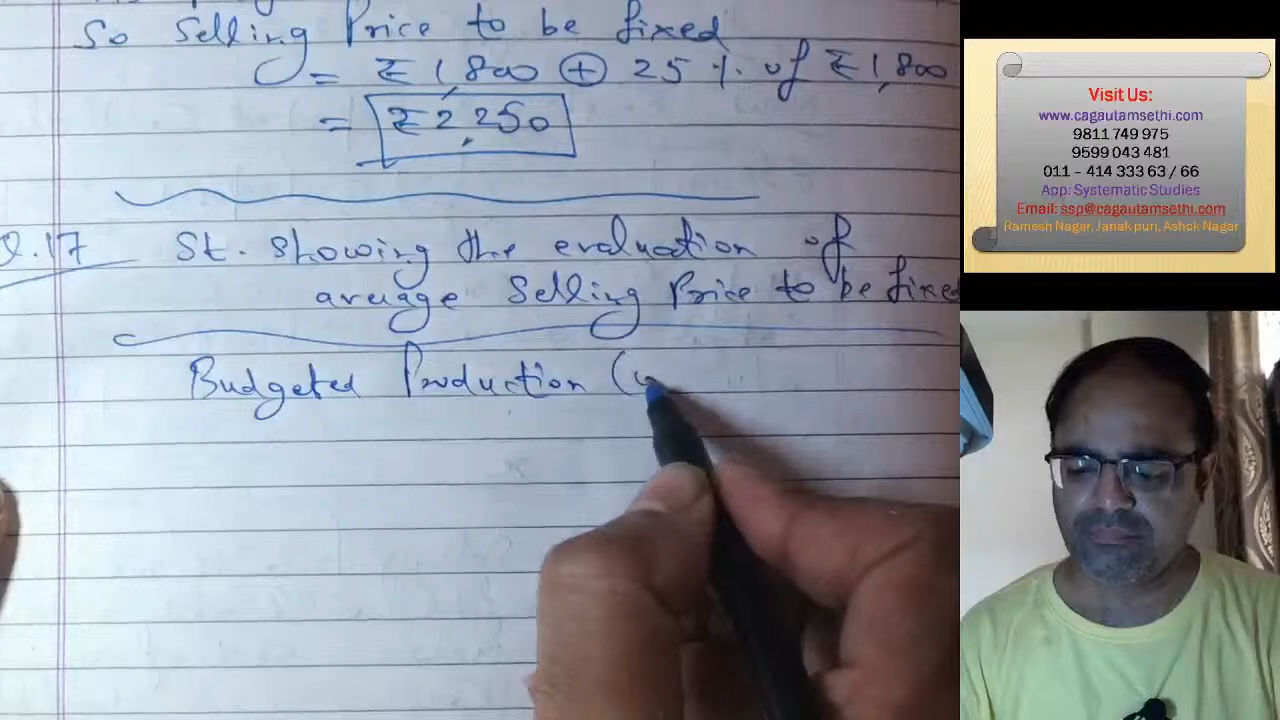 So Selling Price to be fixed
= ₹1,800 ⊕ 25 % of ₹1,800
= ₹2,250
Q.17 St. showing the evaluation of
average Selling Price to be fixed
Budgeted Production (
Visit Us:
www.cagautamsethi.com
9811 749 975
9599 043 481
011 – 414 333 63 / 66
App: Systematic Studies
Email: ssp@cagautamsethi.com
Ramesh Nagar, Janak puri, Ashok Nagar